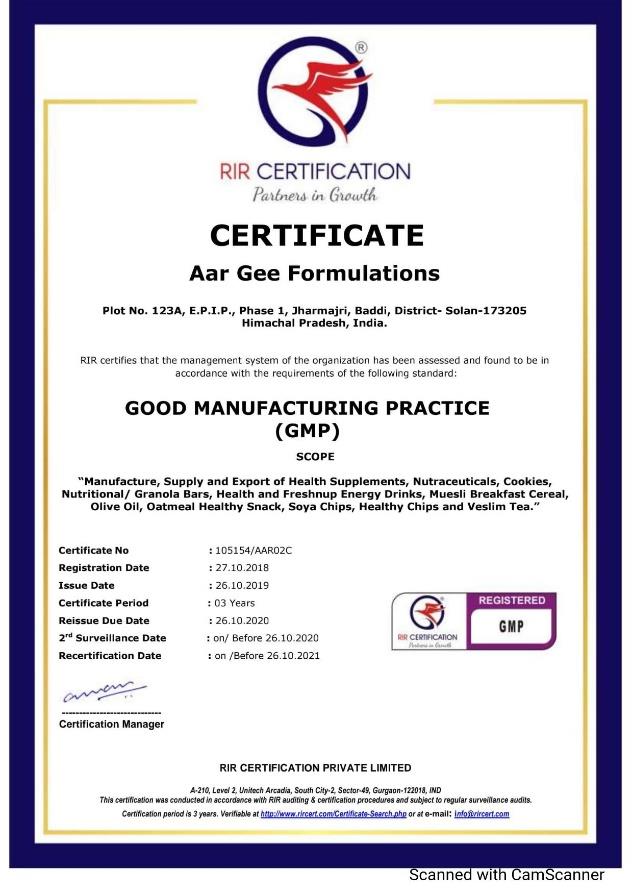 ®
RIR CERTIFICATION
Partners in Growth
CERTIFICATE
Aar Gee Formulations
Plot No. 123A, E.P.I.P., Phase 1, Jharmajri, Baddi, District- Solan-173205
Himachal Pradesh, India.
RIR certifies that the management system of the organization has been assessed and found to be in
accordance with the requirements of the following standard:
GOOD MANUFACTURING PRACTICE
(GMP)
SCOPE
“Manufacture, Supply and Export of Health Supplements, Nutraceuticals, Cookies,
Nutritional/ Granola Bars, Health and Freshnup Energy Drinks, Muesli Breakfast Cereal,
Olive Oil, Oatmeal Healthy Snack, Soya Chips, Healthy Chips and Veslim Tea.”
Certificate No : 105154/AAR02C
Registration Date : 27.10.2018
Issue Date : 26.10.2019
Certificate Period : 03 Years
Reissue Due Date : 26.10.2020
2rd Surveillance Date : on/ Before 26.10.2020
Recertification Date : on /Before 26.10.2021
RIR CERTIFICATION
Partners in Growth
REGISTERED
GMP
Certification Manager
RIR CERTIFICATION PRIVATE LIMITED
A-210, Level 2, Unitech Arcadia, South City-2, Sector-49, Gurgaon-122018, IND
This certification was conducted in accordance with RIR auditing & certification procedures and subject to regular surveillance audits.
Certification period is 3 years. Verifiable at http://www.rircert.com/Certificate-Search.php or at e-mail: info@rircert.com
Scanned with CamScanner